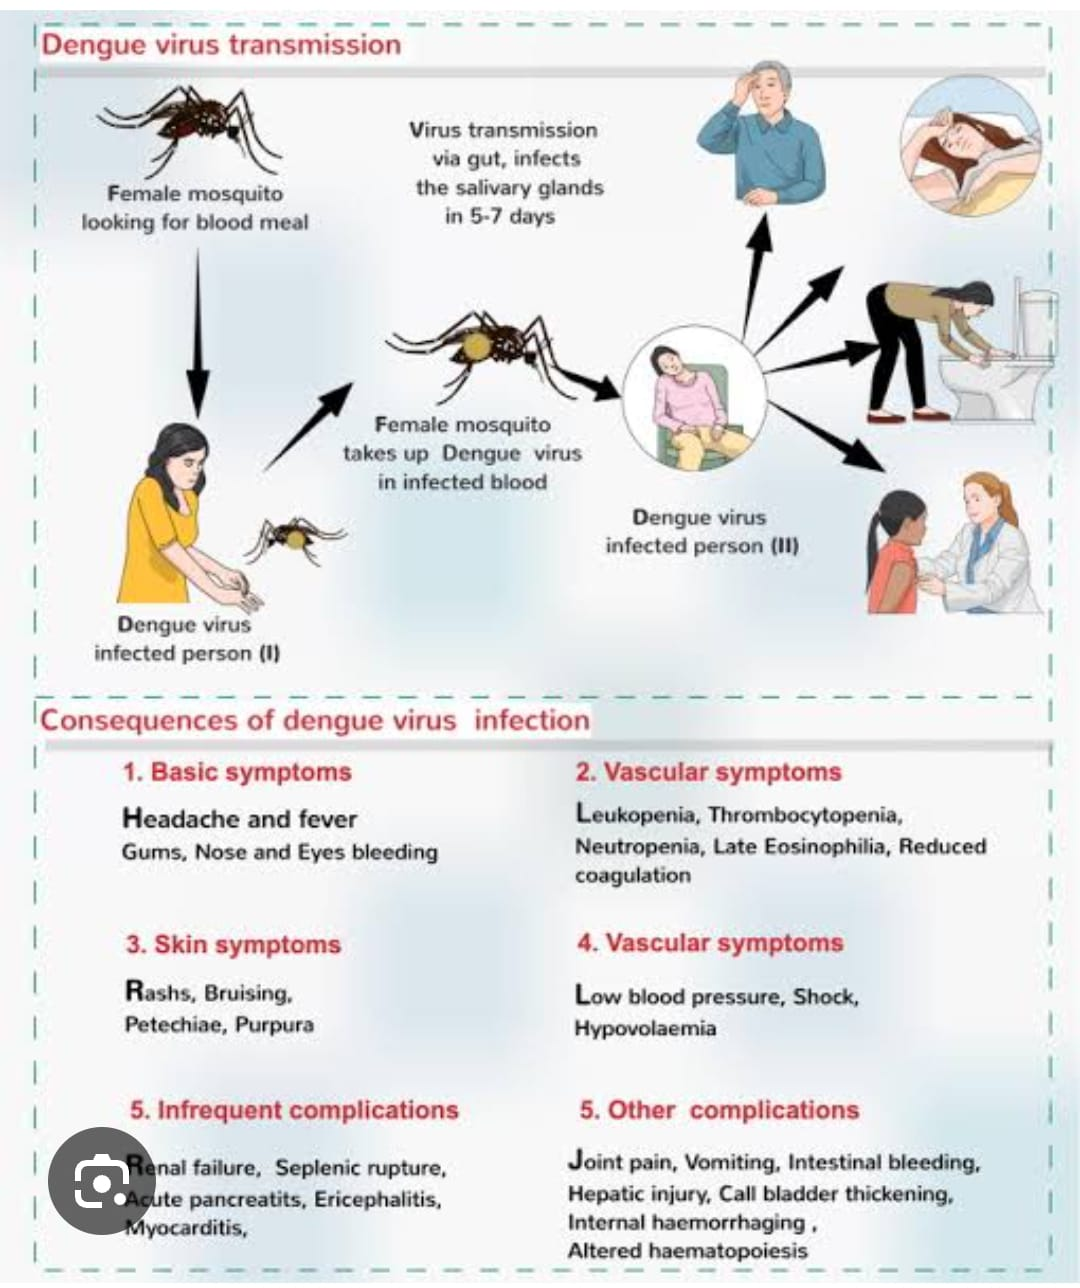 Dengue virus transmission
Female mosquito
looking for blood meal
Virus transmission
via gut, infects
the salivary glands
in 5-7 days
Female mosquito
takes up Dengue virus
in infected blood
Dengue virus
infected person (II)
Dengue virus
infected person (I)
Consequences of dengue virus infection
1. Basic symptoms
Headache and fever
Gums, Nose and Eyes bleeding
2. Vascular symptoms
Leukopenia, Thrombocytopenia,
Neutropenia, Late Eosinophilia, Reduced
coagulation
3. Skin symptoms
Rashs, Bruising,
Petechiae, Purpura
4. Vascular symptoms
Low blood pressure, Shock,
Hypovolaemia
5. Infrequent complications
Renal failure, Seplenic rupture,
Acute pancreatits, Ericephalitis,
Myocarditis,
5. Other complications
Joint pain, Vomiting, Intestinal bleeding,
Hepatic injury, Call bladder thickening,
Internal haemorrhaging ,
Altered haematopoiesis